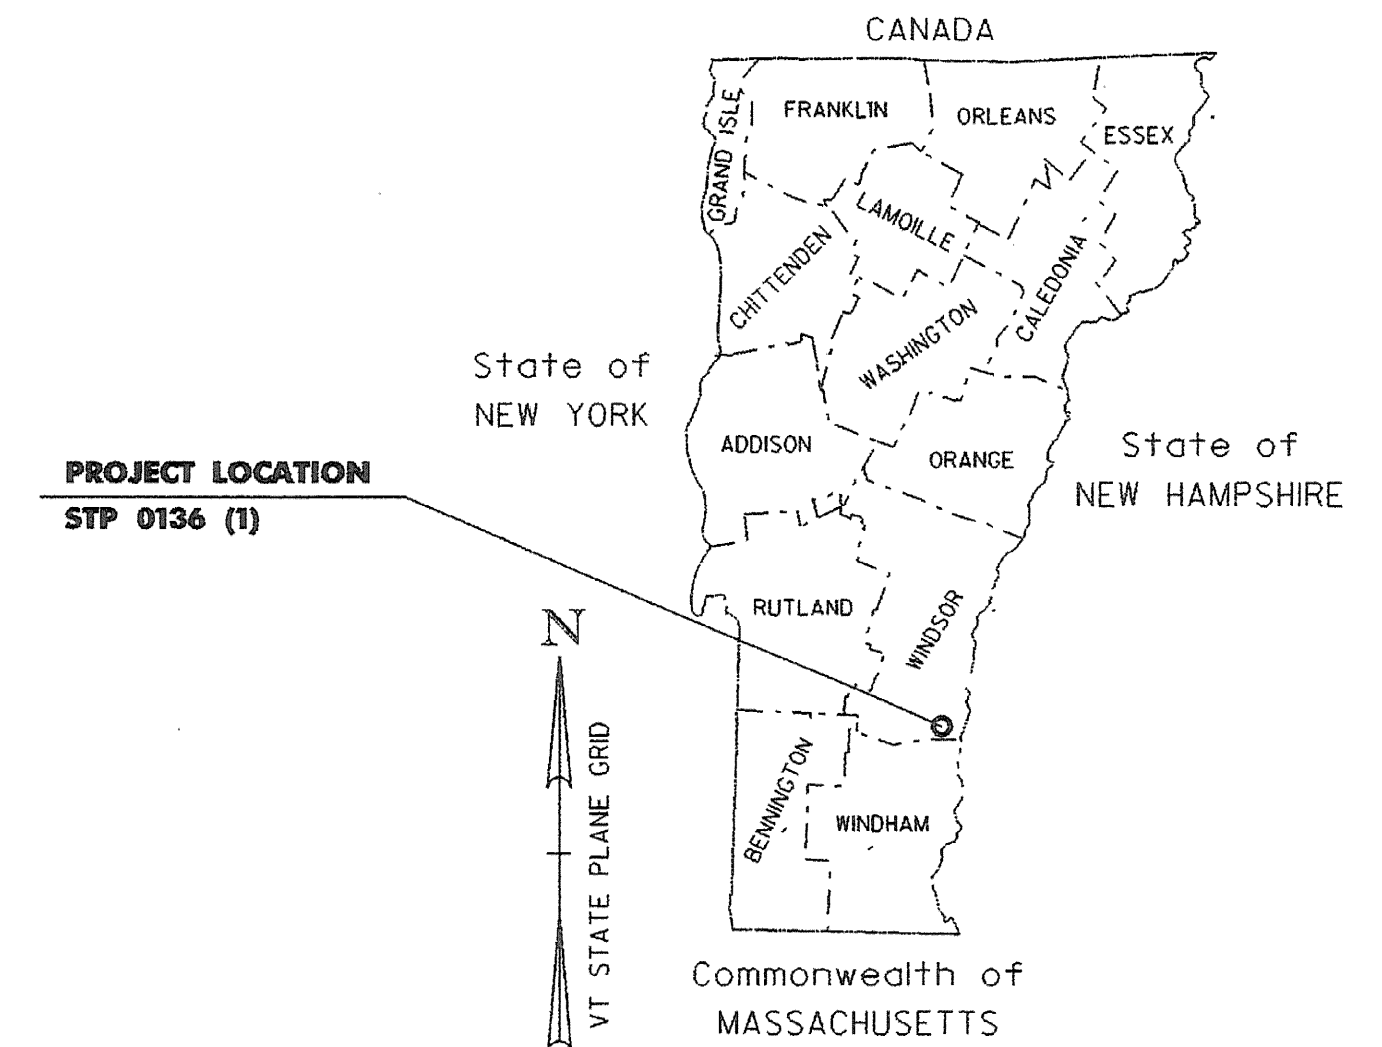 CANADA
FRANKLIN
ORLEANS
ESSEX
GRAND ISLE
LAMOILLE
CHITTENDEN
CALEDONIA
WASHINGTON
State of
NEW YORK
ADDISON
ORANGE
State of
NEW HAMPSHIRE
PROJECT LOCATION
STP 0136 (1)
RUTLAND
WINDSOR
N
VT STATE PLANE GRID
BENNINGTON
WINDHAM
Commonwealth of
MASSACHUSETTS